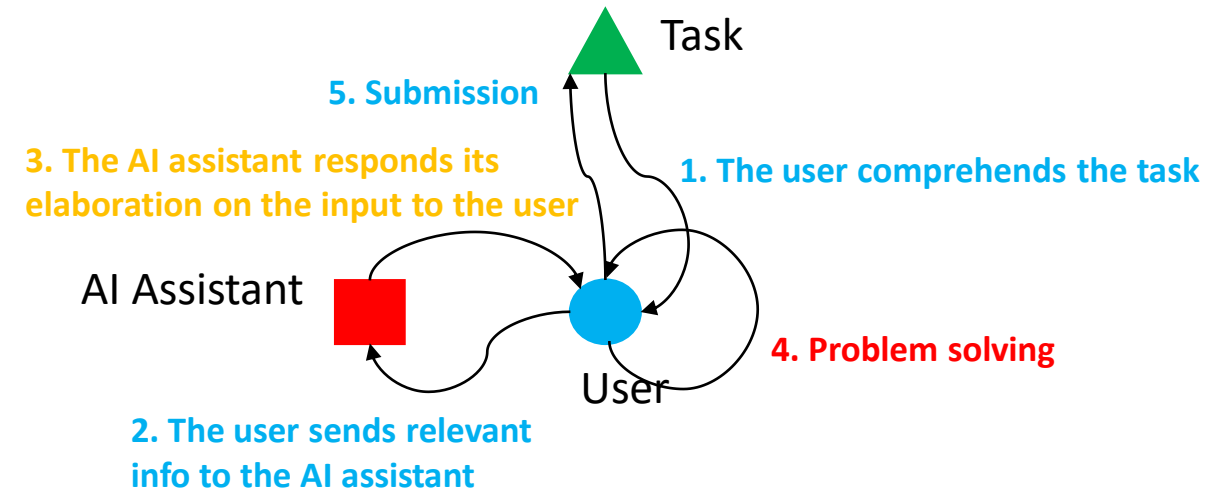 Task
5. Submission
3. The AI assistant responds its
elaboration on the input to the user
1. The user comprehends the task
AI Assistant
4. Problem solving
User
2. The user sends relevant
info to the AI assistant